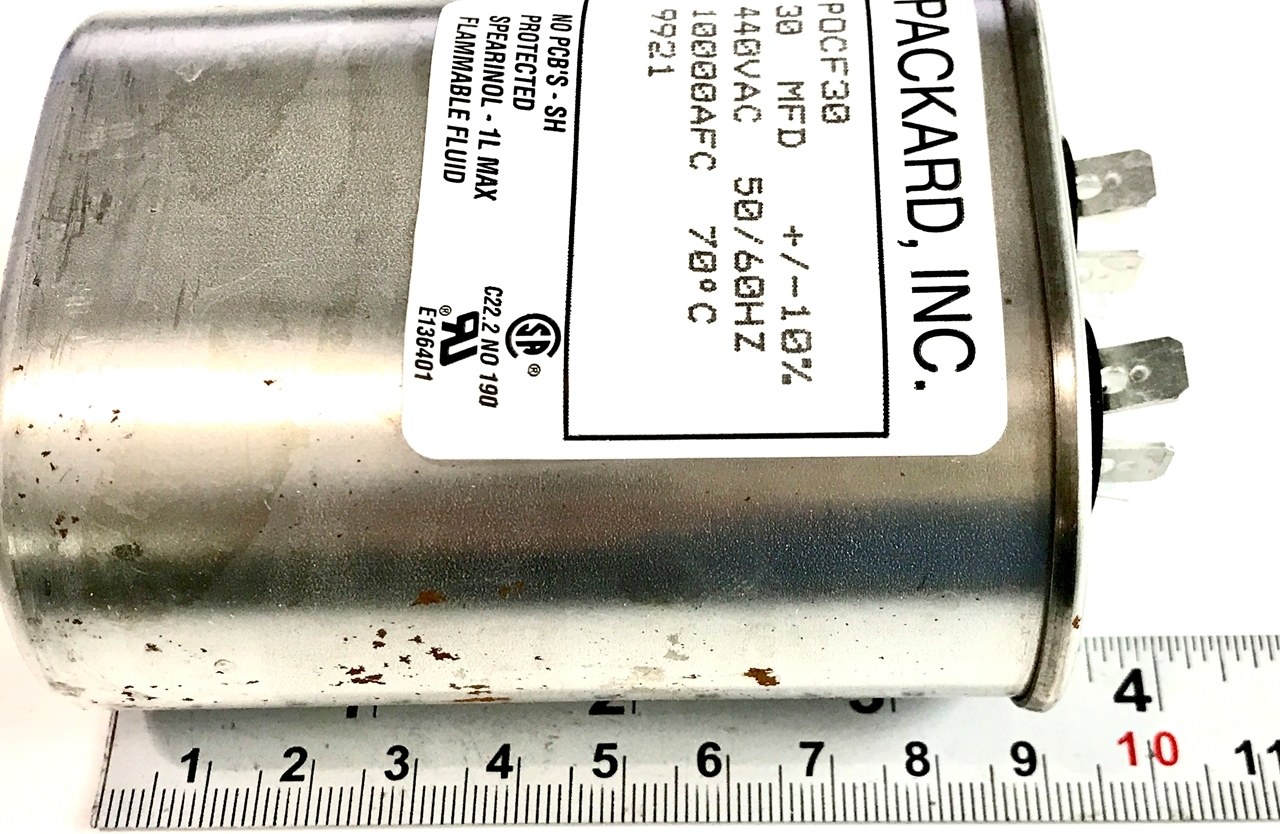 PACKARD, INC.
POCF30
30 MFD +/-10%
440VAC 50/60HZ
10000AFC 70°C
9921
NO PCB'S - SH
PROTECTED
SPEARINOL - 1L MAX
FLAMMABLE FLUID
SA ®
C22.2 NO 190
RU ®
E136401
1 2 3 4
1 2 3 4 5 6 7 8 9 10 11